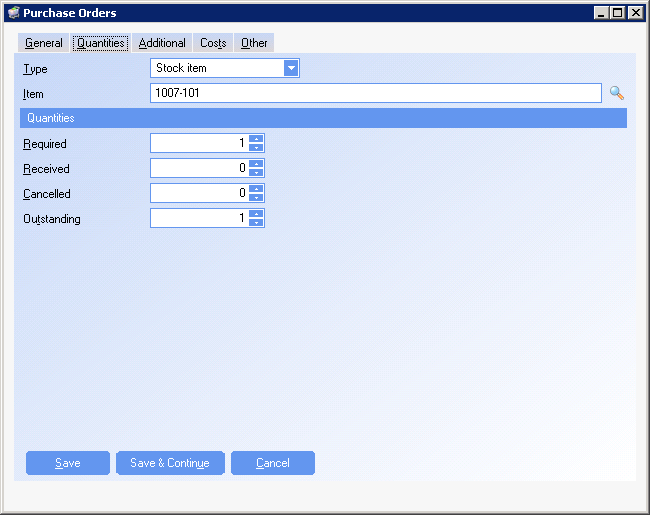 Purchase Orders
General Quantities Additional Costs Other
Type Stock item
Item 1007-101
Quantities
Required 1
Received 0
Cancelled 0
Outstanding 1
Save Save & Continue Cancel